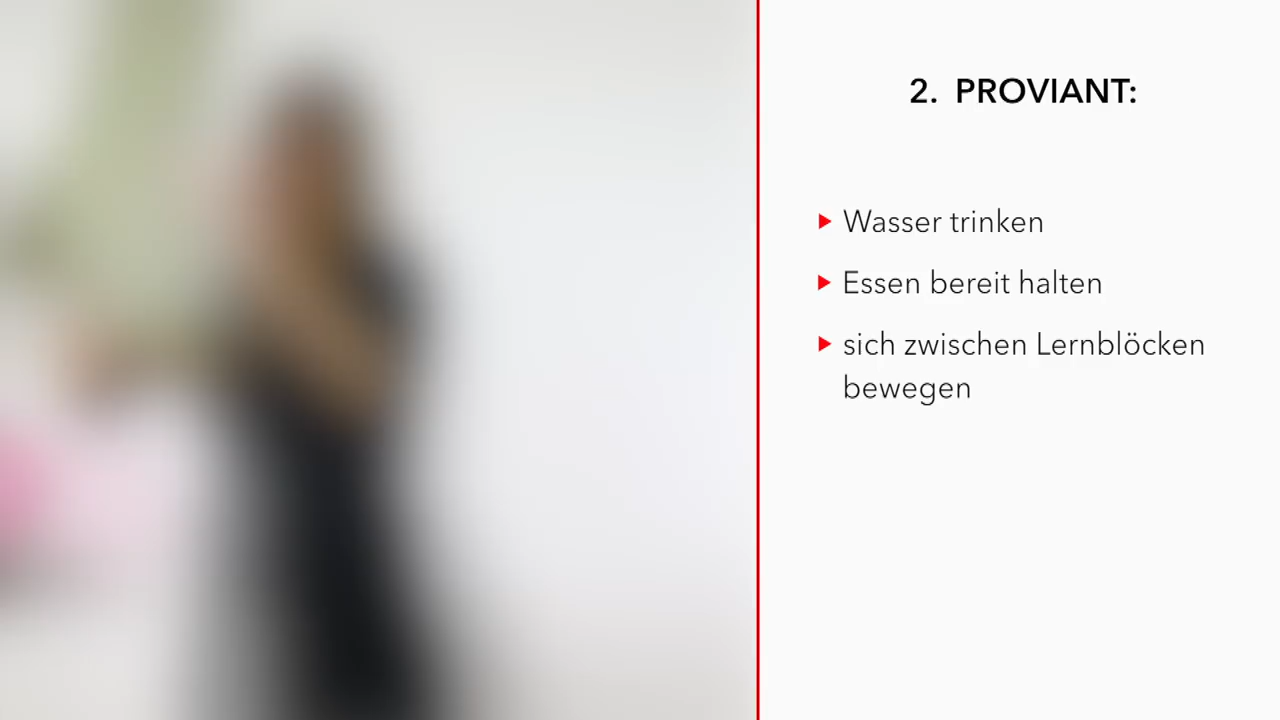 2. PROVIANT:
Wasser trinken
Essen bereit halten
sich zwischen Lernblöcken
bewegen